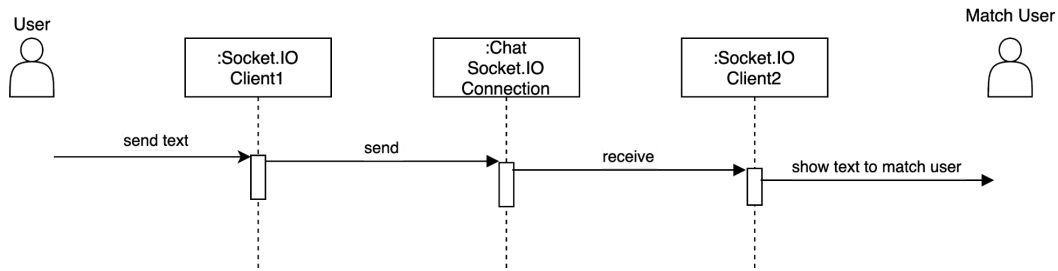 User
Match User
:Socket.IO
Client1
:Chat
Socket.IO
Connection
:Socket.IO
Client2
send text
send
receive
show text to match user